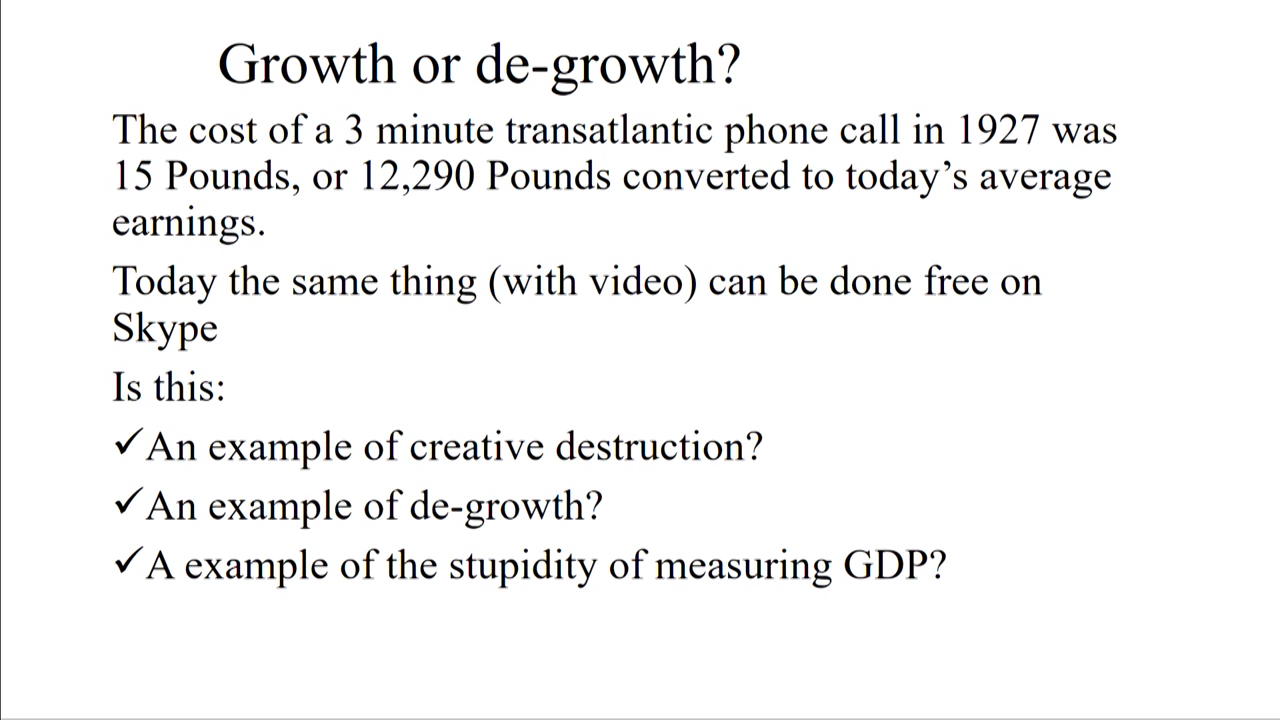 Growth or de-growth?
The cost of a 3 minute transatlantic phone call in 1927 was
15 Pounds, or 12,290 Pounds converted to today’s average
earnings.
Today the same thing (with video) can be done free on
Skype
Is this:
✓An example of creative destruction?
✓An example of de-growth?
✓A example of the stupidity of measuring GDP?